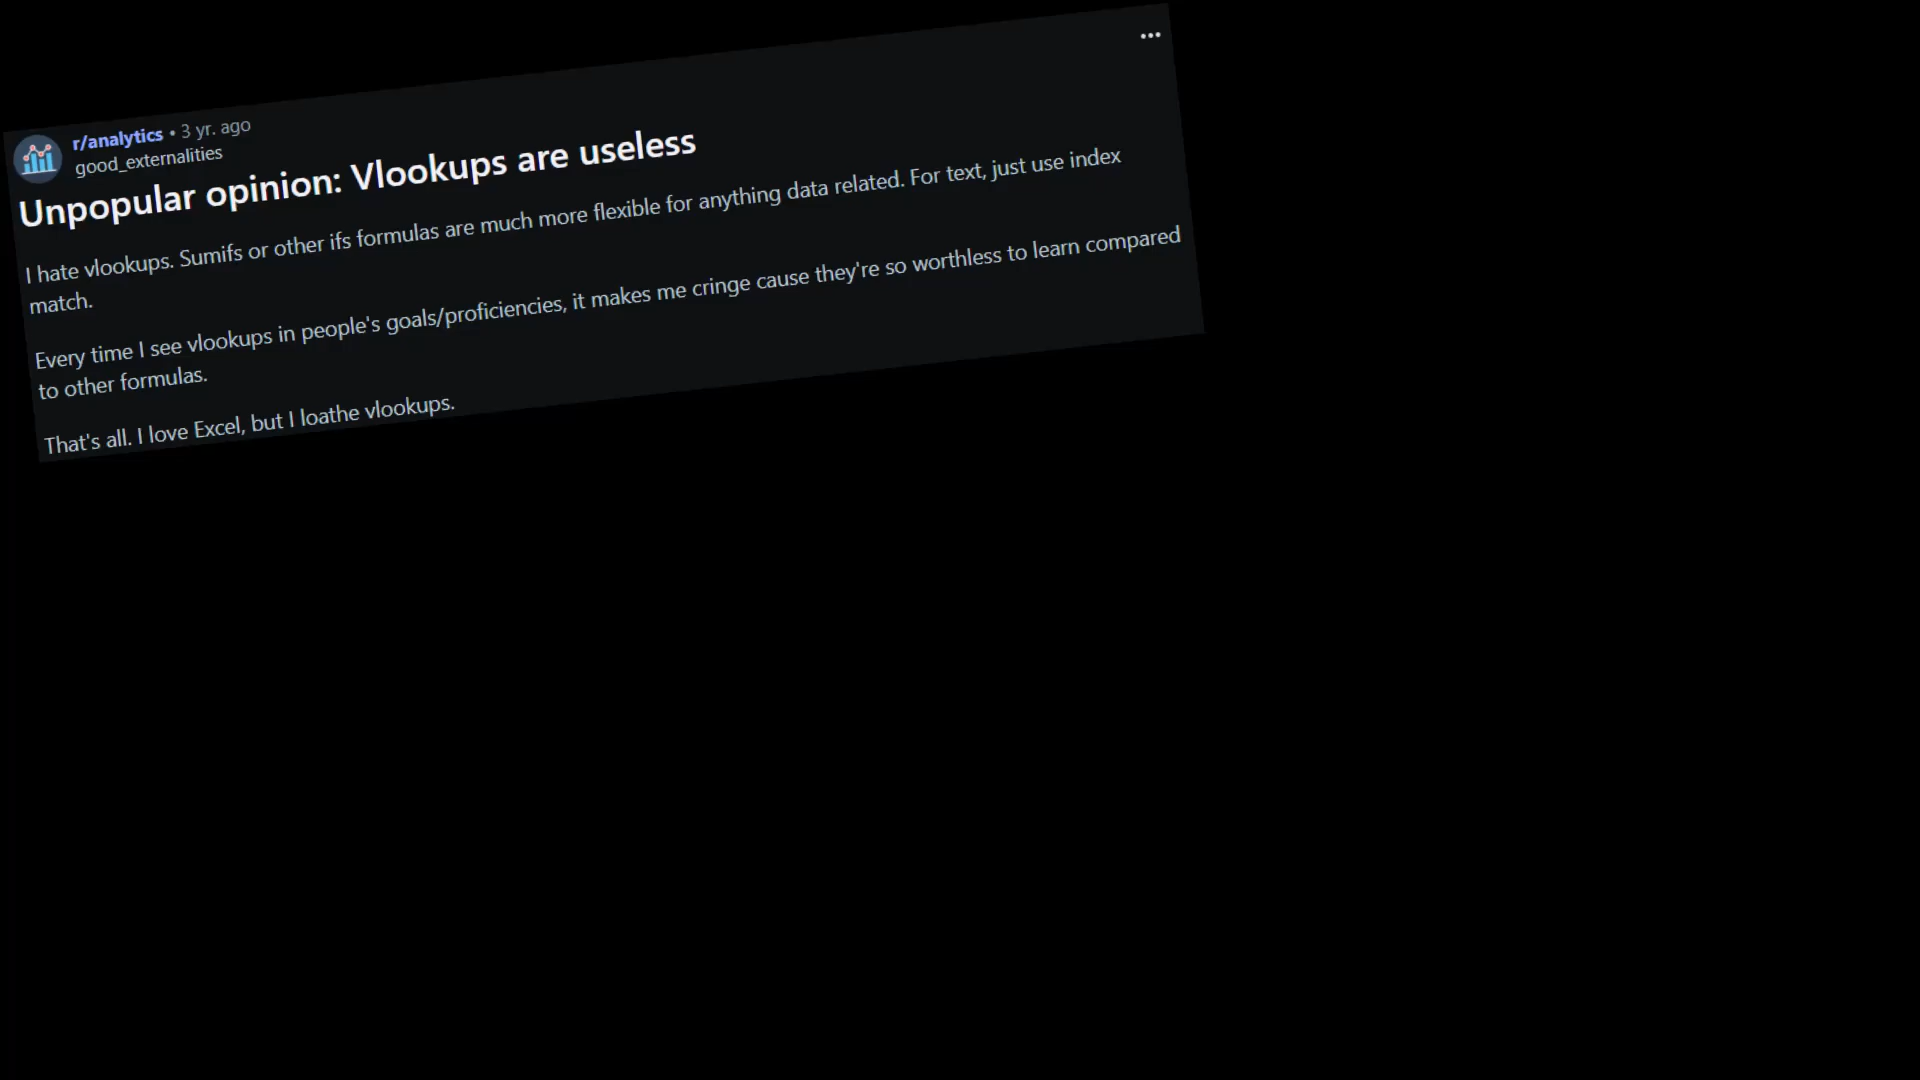 r/analytics • 3 yr. ago
good_externalities
Unpopular opinion: Vlookups are useless
I hate vlookups. Sumifs or other ifs formulas are much more flexible for anything data related. For text, just use index
match.
Every time I see vlookups in people's goals/proficiencies, it makes me cringe cause they're so worthless to learn compared
to other formulas.
That's all. I love Excel, but I loathe vlookups.